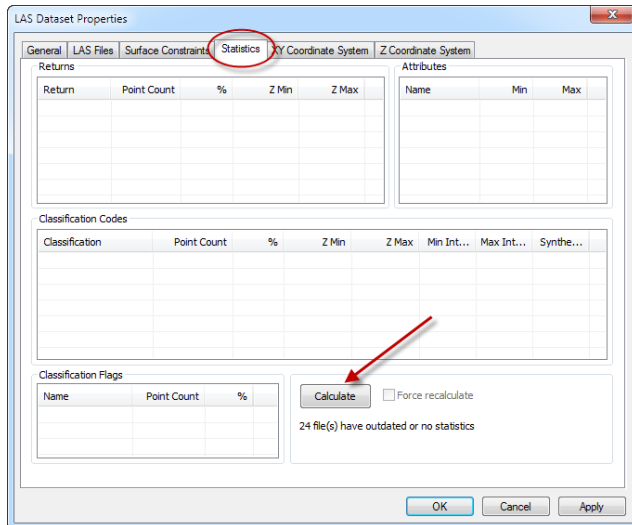 LAS Dataset Properties
General LAS Files Surface Constraints Statistics XY Coordinate System Z Coordinate System
Returns Attributes
Return Point Count % Z Min Z Max Name Min Max
Classification Codes
Classification Point Count % Z Min Z Max Min Int... Max Int... Synthe...
Classification Flags
Name Point Count %
Calculate Force recalculate
24 file(s) have outdated or no statistics
OK Cancel Apply